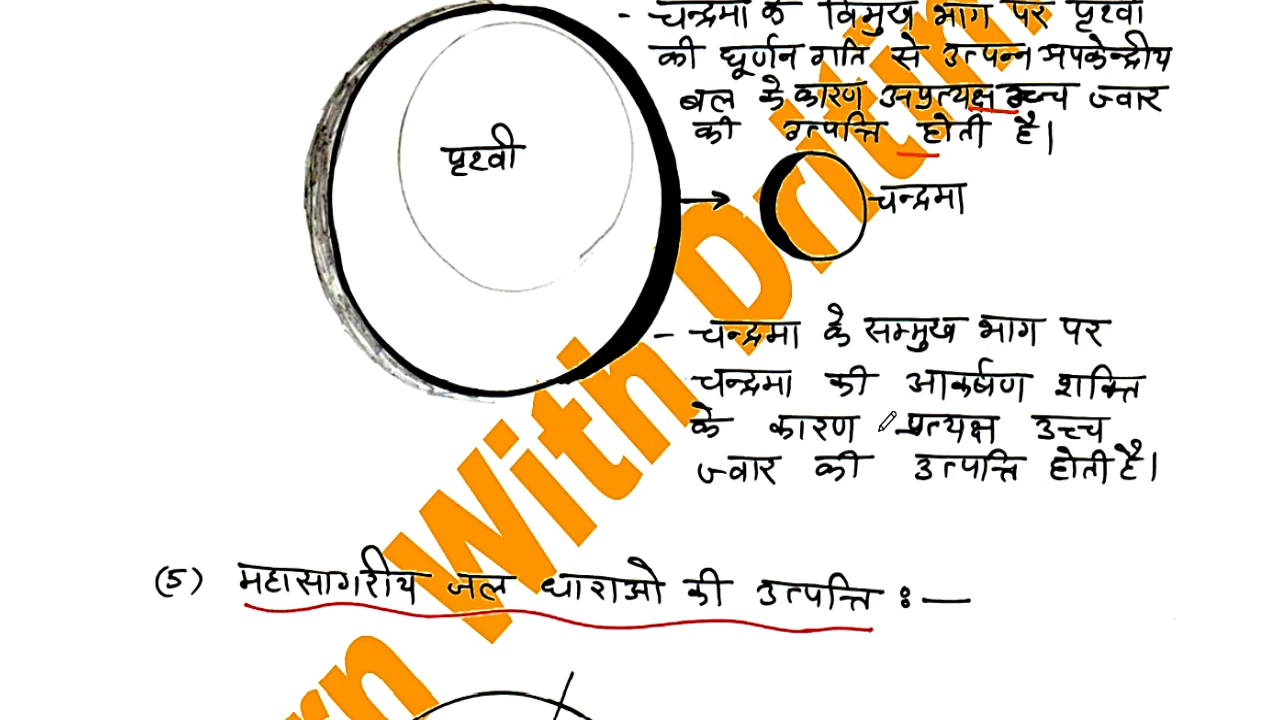 - चन्द्रमा के विमुख भाग पर पृथ्वी
की घूर्णन गति से उत्पन्न अपकेन्द्रीय
बल के कारण अप्रत्यक्ष उच्च ज्वार
की उत्पत्ति होती है।
पृथ्वी
चन्द्रमा
- चन्द्रमा के सम्मुख भाग पर
चन्द्रमा की आकर्षण शक्ति
के कारण प्रत्यक्ष उच्च
ज्वार की उत्पत्ति होती है।
(5) महासागरीय जल धाराओ की उत्पत्ति :—
With